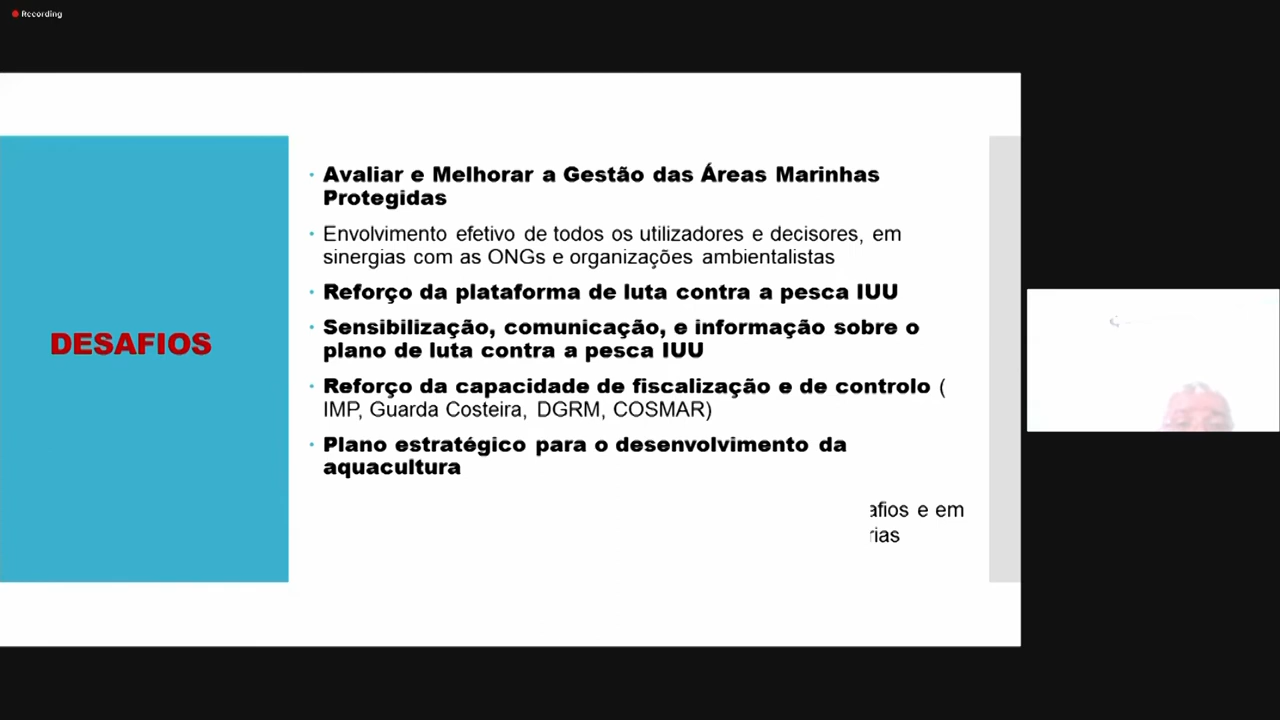 Recording
• Avaliar e Melhorar a Gestão das Áreas Marinhas
Protegidas
• Envolvimento efetivo de todos os utilizadores e decisores, em
sinergias com as ONGs e organizações ambientalistas
• Reforço da plataforma de luta contra a pesca IUU
• Sensibilização, comunicação, e informação sobre o
plano de luta contra a pesca IUU
DESAFIOS
• Reforço da capacidade de fiscalização e de controlo (
IMP, Guarda Costeira, DGRM, COSMAR)
• Plano estratégico para o desenvolvimento da
aquacultura
afios e em
rias